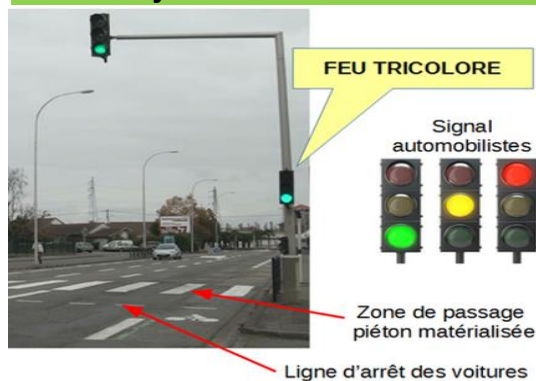 FEU TRICOLORE
Signal
automobilistes
Zone de passage
piéton matérialisée
Ligne d'arrêt des voitures